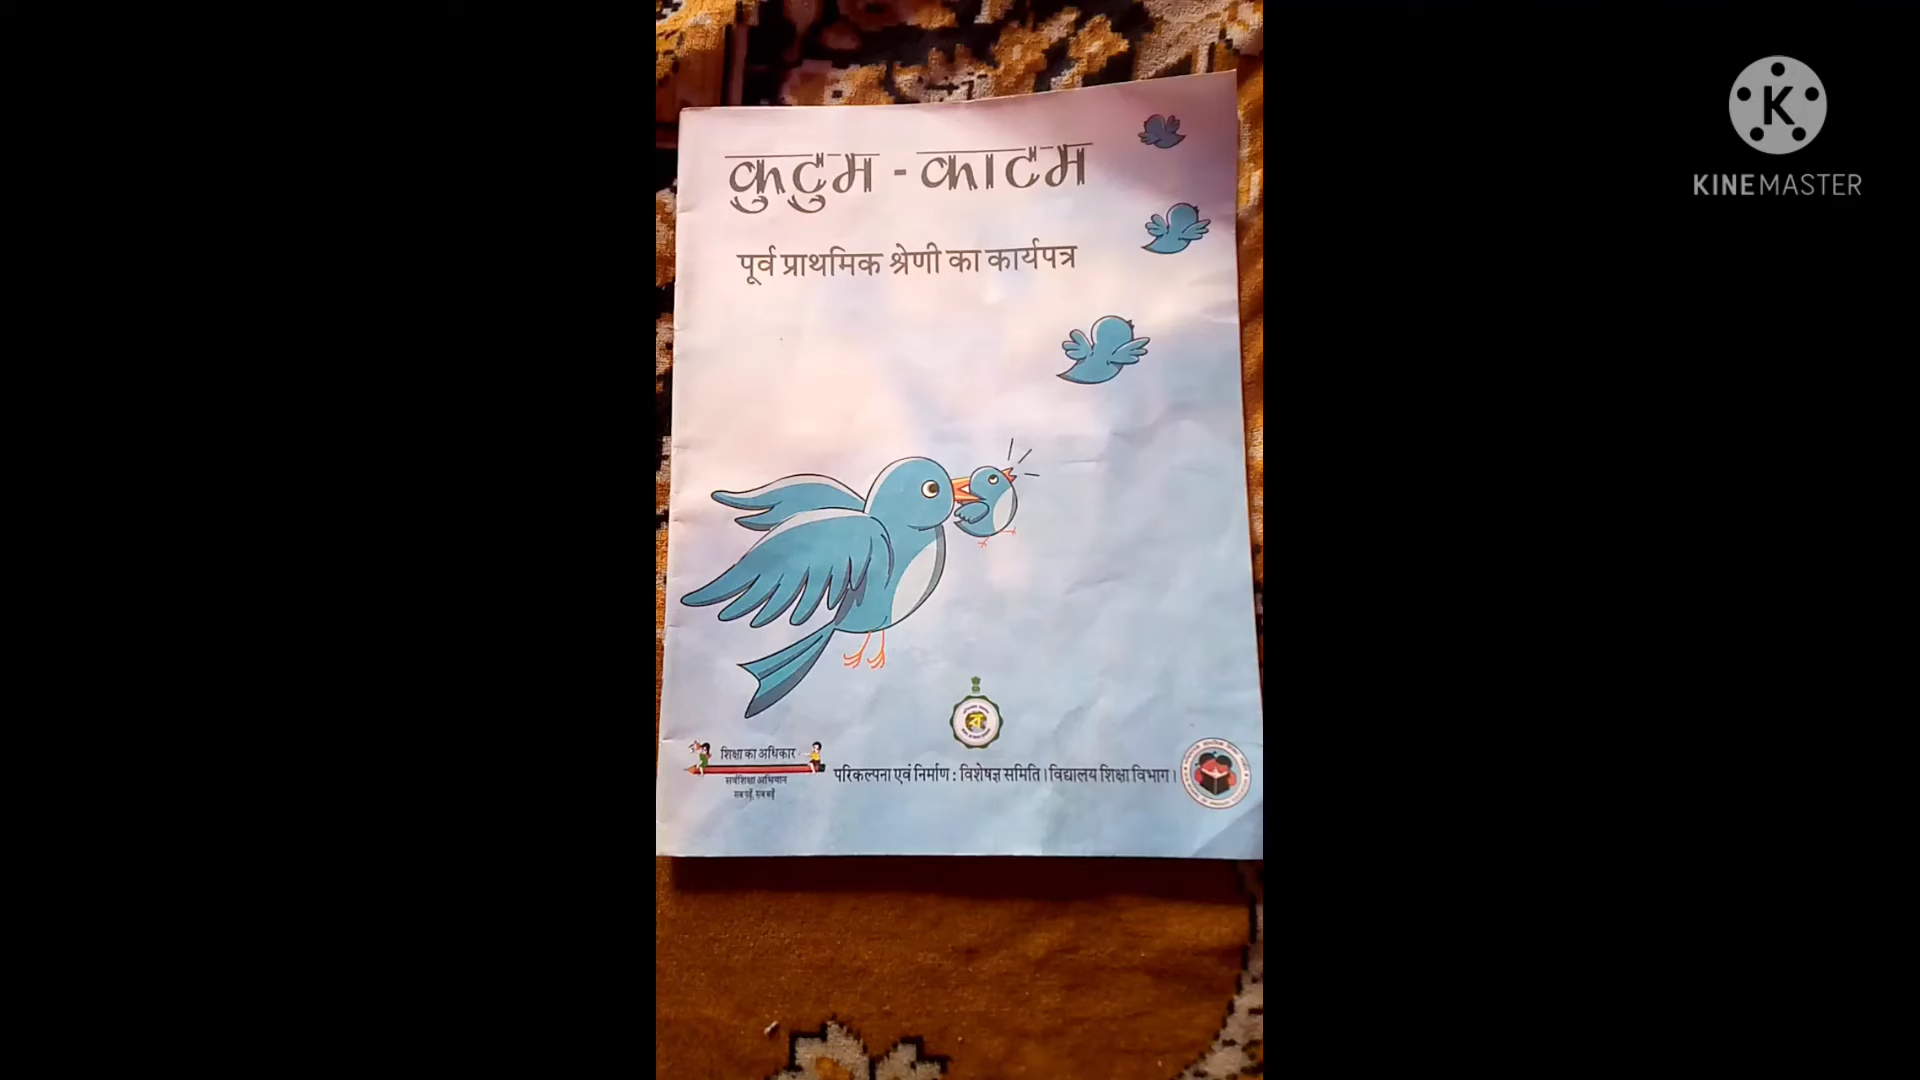 कुटुम - काटम
पूर्व प्राथमिक श्रेणी का कार्यपत्र
शिक्षा का अधिकार
सर्वशिक्षा अभियान
सब पढ़ें, सब बढ़ें
परिकल्पना एवं निर्माण : विशेषज्ञ समिति। विद्यालय शिक्षा विभाग।
K
KINEMASTER